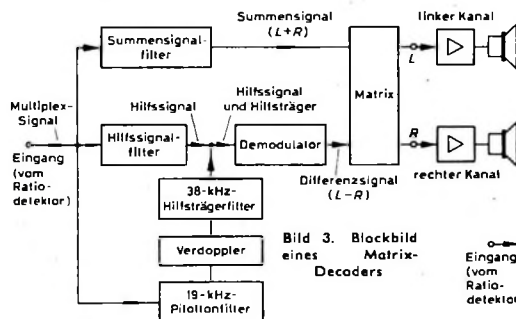 Summensignal
(L+R)
linker Kanal
Summensignal-
filter
L
Matrix
Multiplex-
Signal
Hilfssignal
Hilfssignal
und Hilfsträger
Eingang
(vom
Ratio-
detektor)
Hilfssignal-
filter
Demodulator
R
rechter Kanal
Differenzsignal
(L-R)
38-kHz-
Hilfsträgerfilter
Verdoppler
19-kHz-
Pilottonfilter
Bild 3. Blockbild
eines Matrix-
Decoders
Eingang
(vom
Ratio-
detektor)